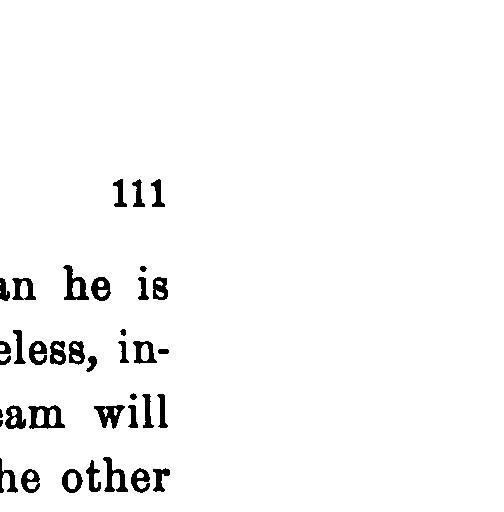 111
an he is
eless, in-
eam will
he other